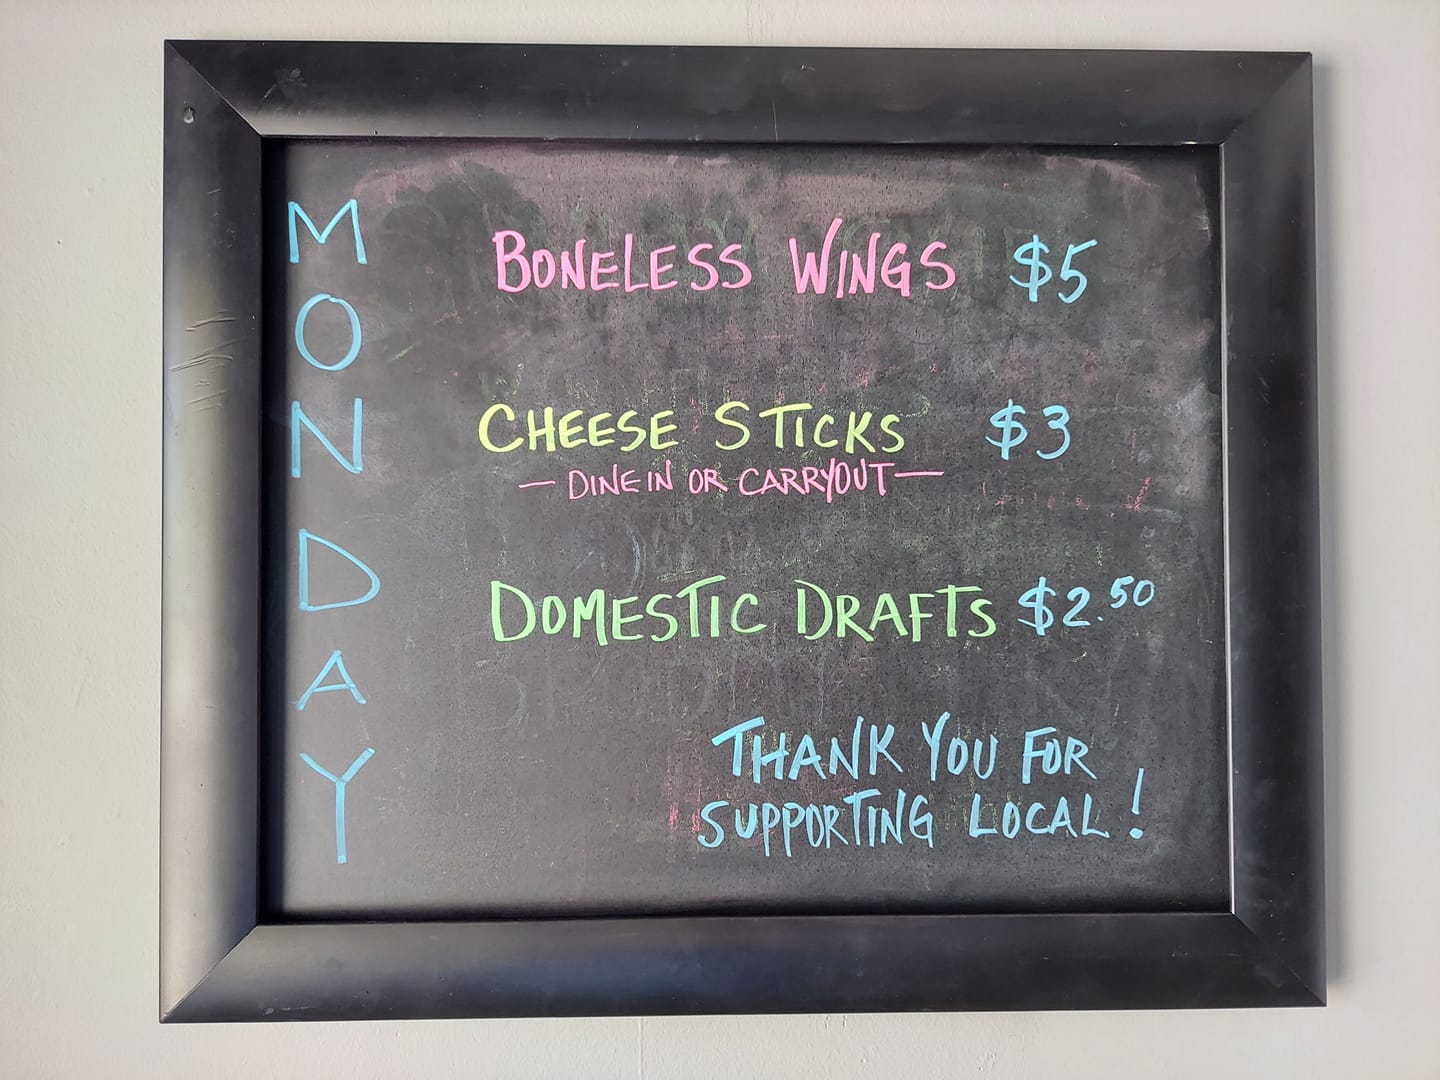 MONDAY
BONELESS WINGS $5
CHEESE STICKS $3
— DINE IN OR CARRYOUT —
DOMESTIC DRAFTS $2.50
THANK YOU FOR
SUPPORTING LOCAL!